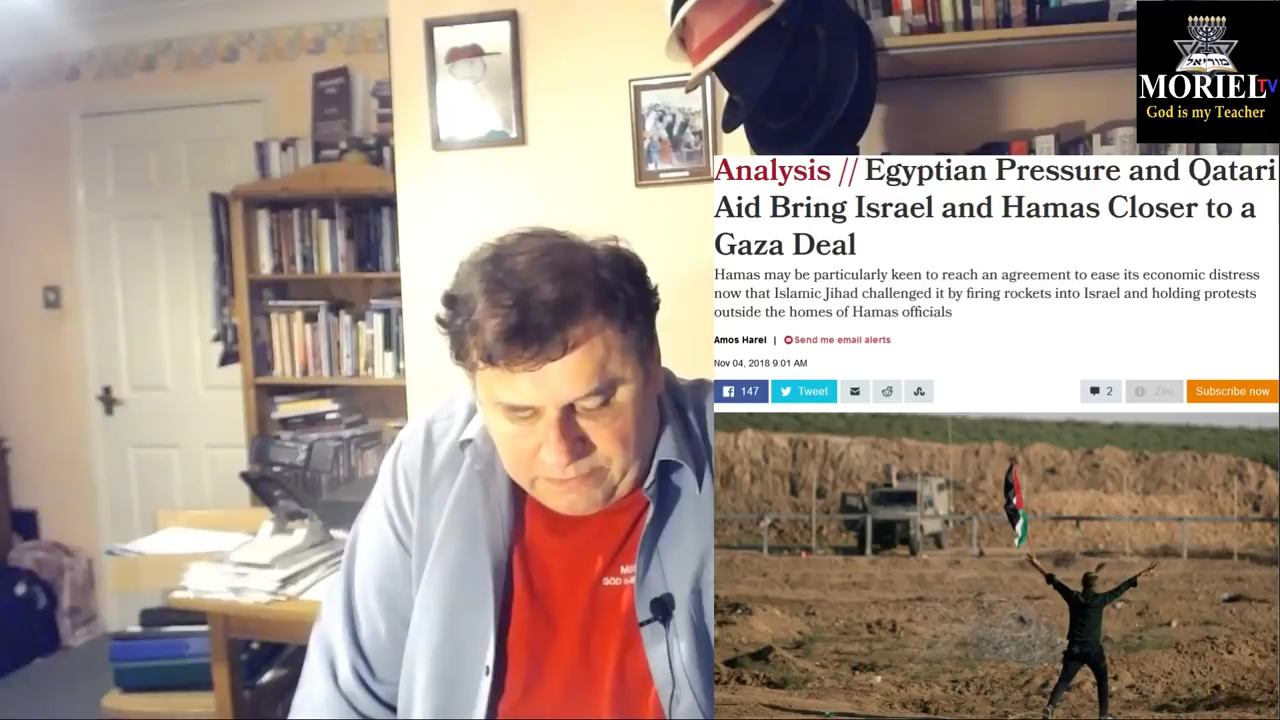 מוריאל
MORIEL TV
God is my Teacher
Analysis // Egyptian Pressure and Qatari
Aid Bring Israel and Hamas Closer to a
Gaza Deal
Hamas may be particularly keen to reach an agreement to ease its economic distress
now that Islamic Jihad challenged it by firing rockets into Israel and holding protests
outside the homes of Hamas officials
Amos Harel | Send me email alerts
Nov 04, 2018 9:01 AM
147 Tweet 2 Zen Subscribe now
GOD